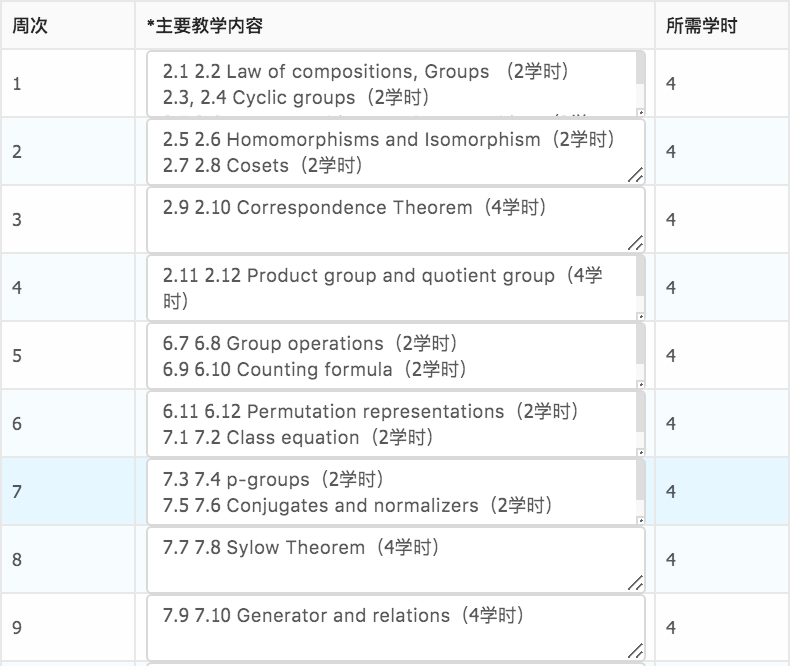 周次 *主要教学内容 所需学时
1 2.1 2.2 Law of compositions, Groups （2学时） 4
2.3, 2.4 Cyclic groups（2学时）
2 2.5 2.6 Homomorphisms and Isomorphism（2学时） 4
2.7 2.8 Cosets（2学时）
3 2.9 2.10 Correspondence Theorem（4学时） 4
4 2.11 2.12 Product group and quotient group（4学 4
时）
5 6.7 6.8 Group operations（2学时） 4
6.9 6.10 Counting formula（2学时）
6 6.11 6.12 Permutation representations（2学时） 4
7.1 7.2 Class equation（2学时）
7 7.3 7.4 p-groups（2学时） 4
7.5 7.6 Conjugates and normalizers（2学时）
8 7.7 7.8 Sylow Theorem（4学时） 4
9 7.9 7.10 Generator and relations（4学时） 4